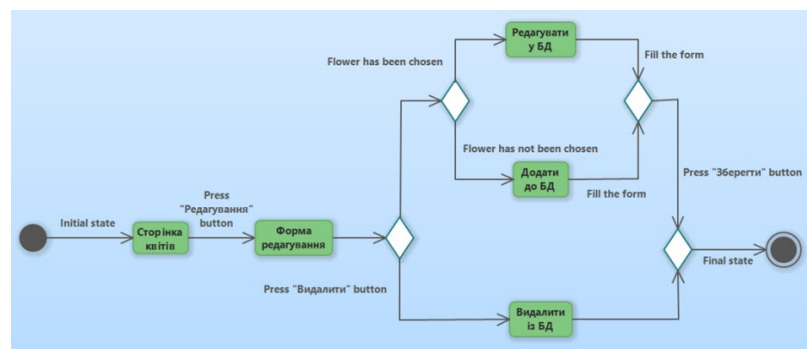 Редагувати
у БД
Flower has been chosen
Fill the form
Flower has not been chosen
Додати
до БД
Fill the form
Press "Зберегти" button
Press
"Редагування"
button
Initial state
Сторінка
квітів
Форма
редагування
Final state
Press "Видалити" button
Видалити
із БД